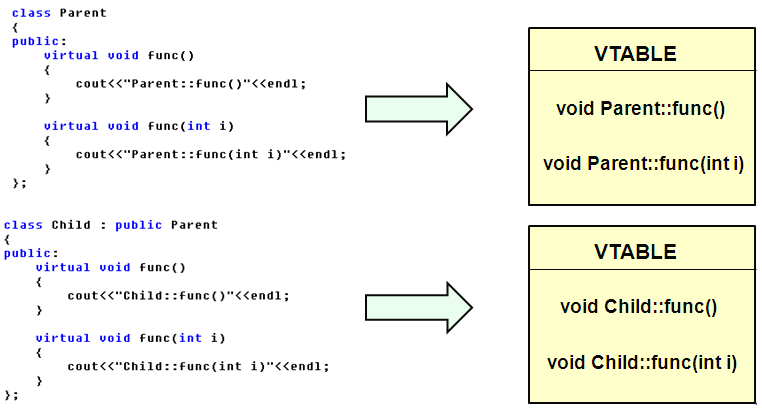 class Parent
{
public:
    virtual void func()
    {
        cout<<"Parent::func()"<<endl;
    }
    virtual void func(int i)
    {
        cout<<"Parent::func(int i)"<<endl;
    }
};
VTABLE
void Parent::func()
void Parent::func(int i)
class Child : public Parent
{
public:
    virtual void func()
    {
        cout<<"Child::func()"<<endl;
    }
    virtual void func(int i)
    {
        cout<<"Child::func(int i)"<<endl;
    }
};
VTABLE
void Child::func()
void Child::func(int i)